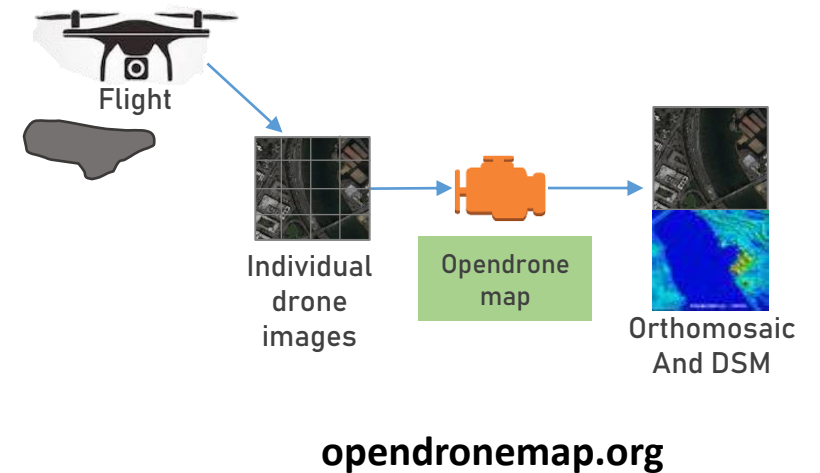 Flight
Individual
drone
images
Opendrone
map
Orthomosaic
And DSM
opendronemap.org